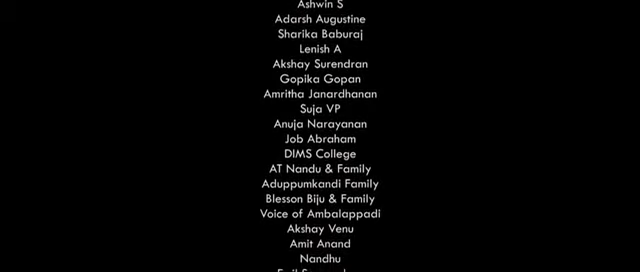 Ashwin S
Adarsh Augustine
Sharika Baburaj
Lenish A
Akshay Surendran
Gopika Gopan
Amritha Janardhanan
Suja VP
Anuja Narayanan
Job Abraham
DIMS College
AT Nandu & Family
Aduppumkandi Family
Blesson Biju & Family
Voice of Ambalappadi
Akshay Venu
Amit Anand
Nandhu